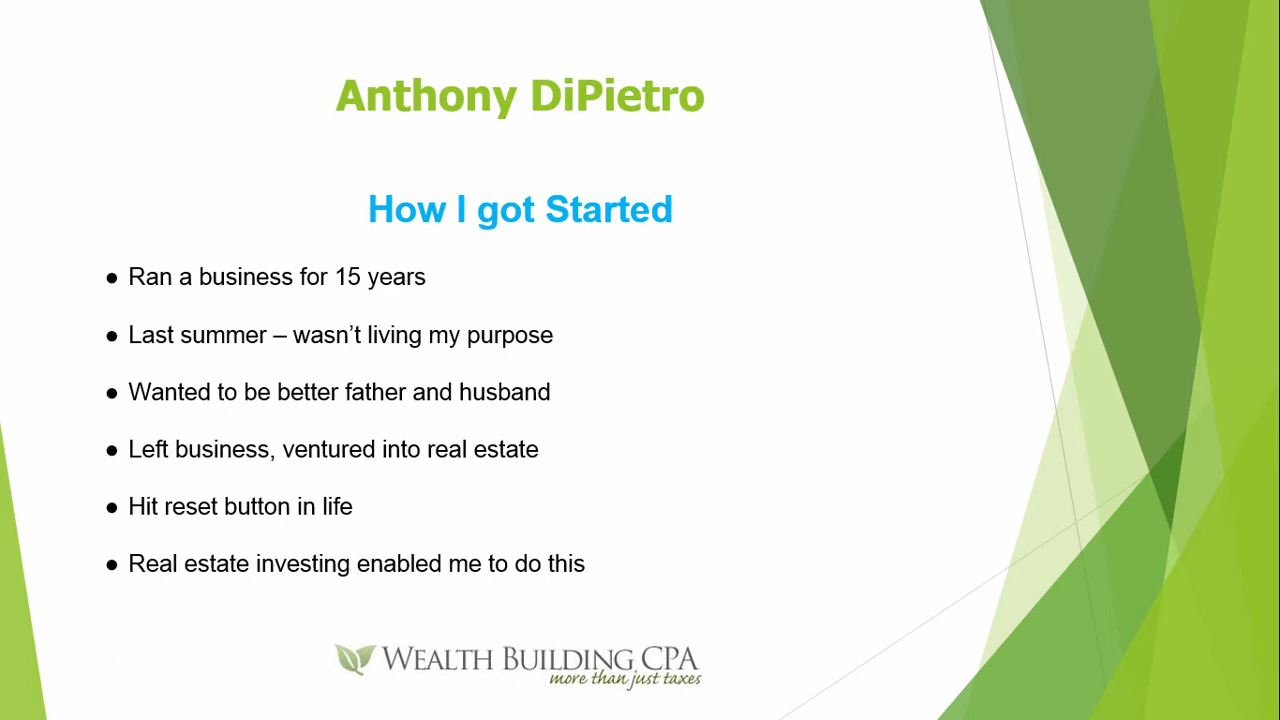 Anthony DiPietro
How I got Started
● Ran a business for 15 years
● Last summer – wasn’t living my purpose
● Wanted to be better father and husband
● Left business, ventured into real estate
● Hit reset button in life
● Real estate investing enabled me to do this
WEALTH BUILDING CPA
more than just taxes